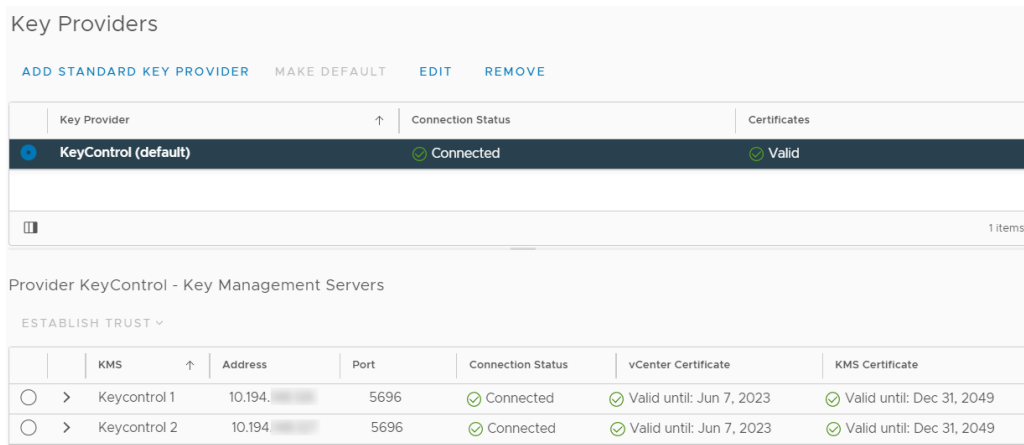 Key Providers
ADD STANDARD KEY PROVIDER MAKE DEFAULT EDIT REMOVE
Key Provider Connection Status Certificates
KeyControl (default) Connected Valid
1 items
Provider KeyControl - Key Management Servers
ESTABLISH TRUST
KMS Address Port Connection Status vCenter Certificate KMS Certificate
Keycontrol 1 10.194. 5696 Connected Valid until: Jun 7, 2023 Valid until: Dec 31, 2049
Keycontrol 2 10.194 5696 Connected Valid until: Jun 7, 2023 Valid until: Dec 31, 2049